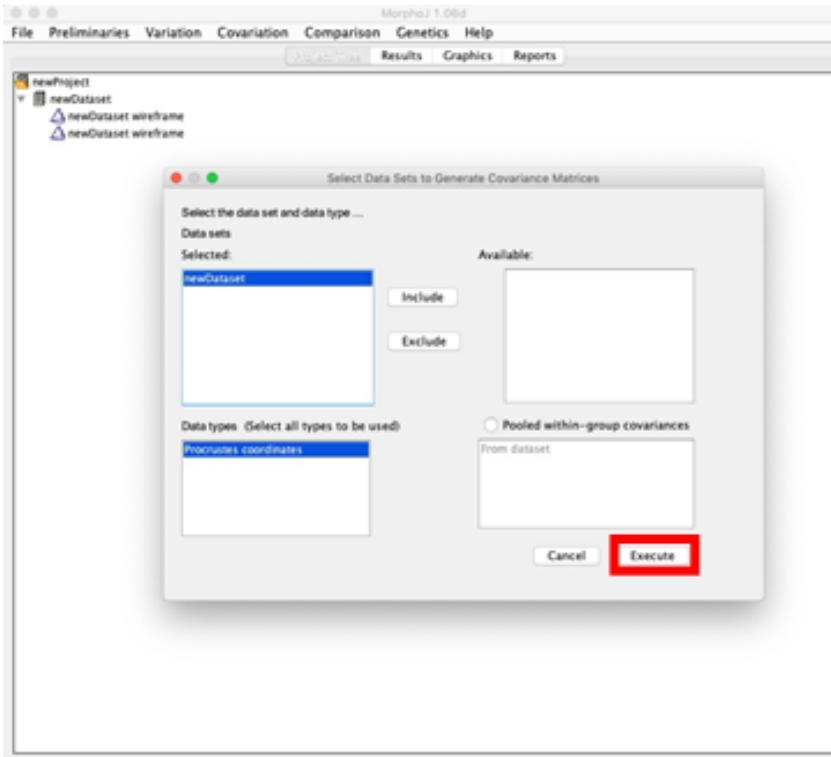 MorphoJ 1.06d
File Preliminaries Variation Covariation Comparison Genetics Help
Project Tree Results Graphics Reports
newProject
newDataset
newDataset wireframe
newDataset wireframe
Select Data Sets to Generate Covariance Matrices
Select the data set and data type ....
Data sets
Selected: Available:
newDataset
Include
Exclude
Data types (Select all types to be used) Pooled within-group covariances
Procrustes coordinates From dataset
Cancel Execute